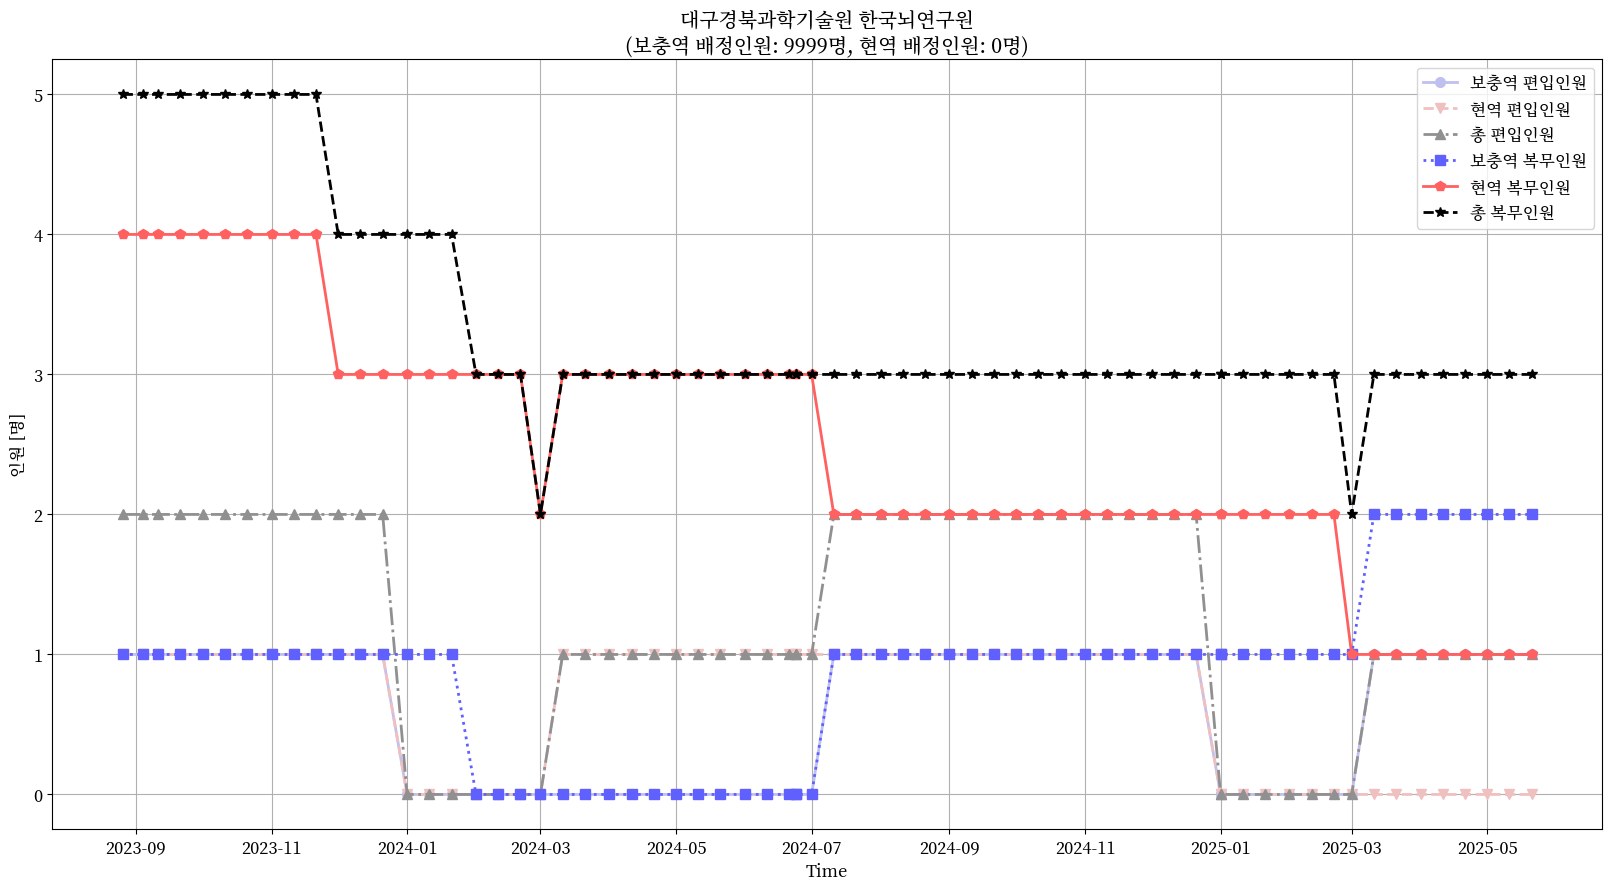 대구경북과학기술원 한국뇌연구원
(보충역 배정인원: 9999명, 현역 배정인원: 0명)
보충역 편입인원
현역 편입인원
총 편입인원
보충역 복무인원
현역 복무인원
총 복무인원
인원 [명]
5
4
3
2
1
0
2023-09
2023-11
2024-01
2024-03
2024-05
2024-07
2024-09
2024-11
2025-01
2025-03
2025-05
Time